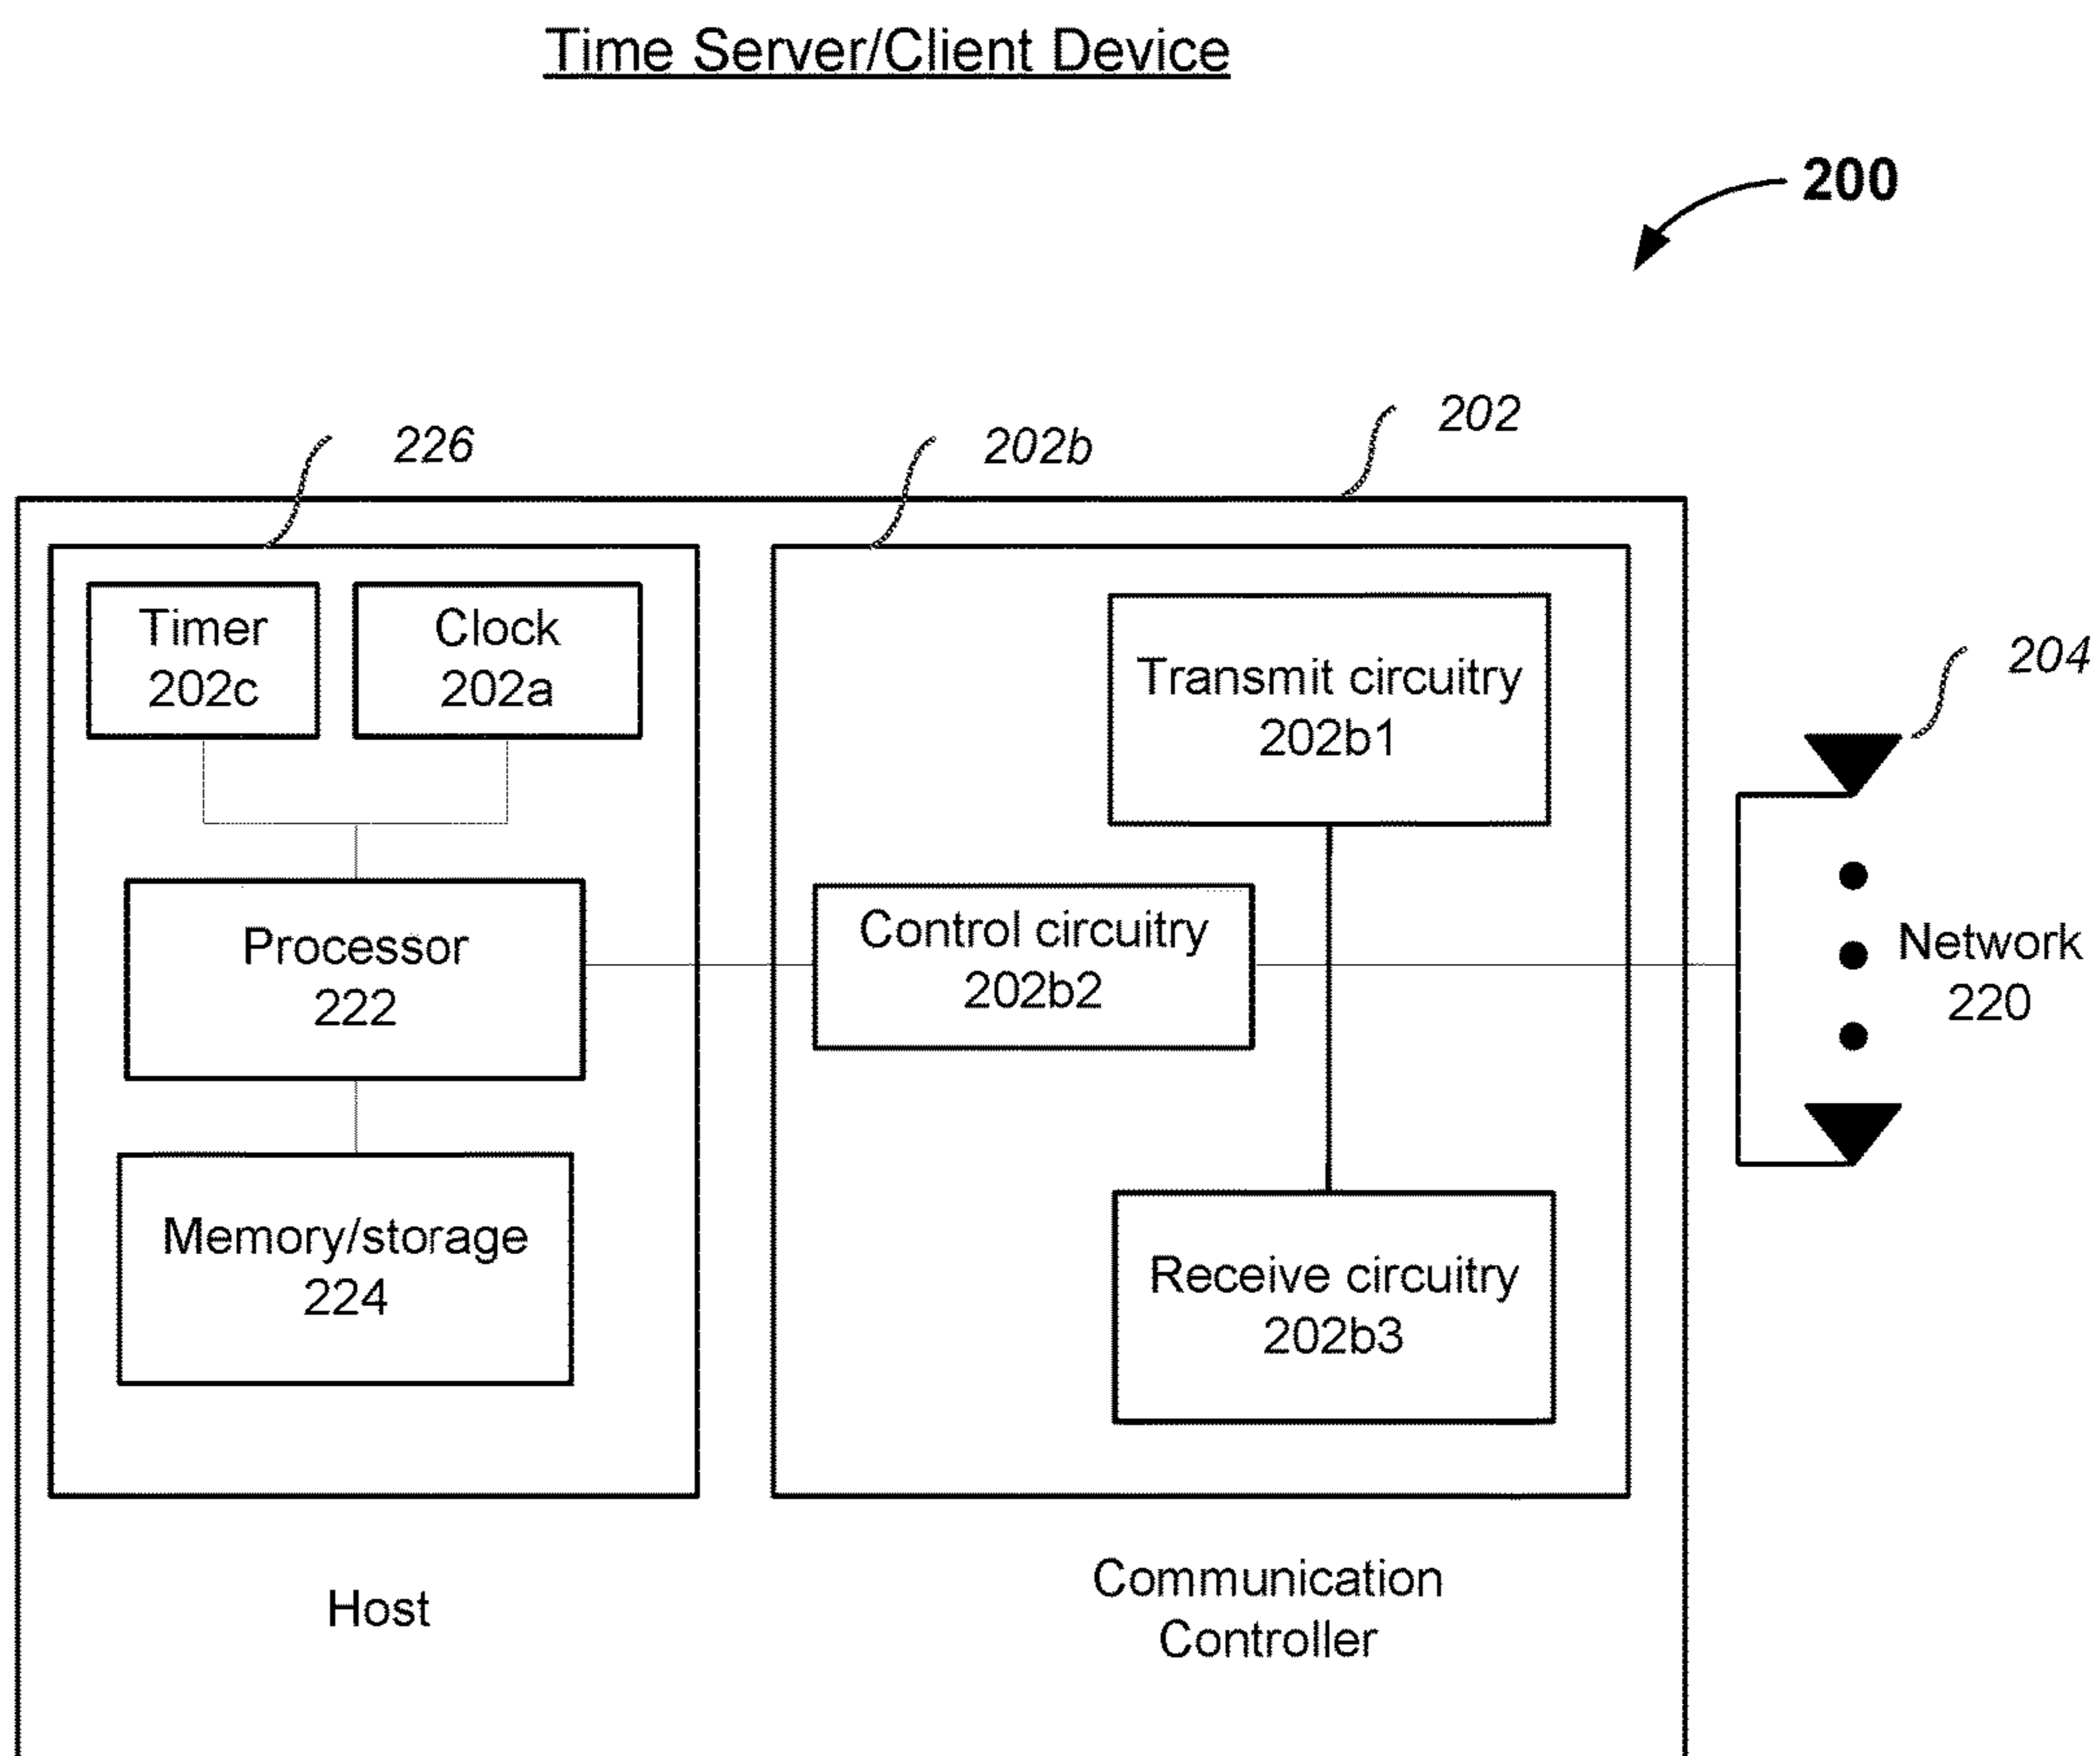 Time Server/Client Device
200
226
202b
202
204
Timer
202c
Clock
202a
Transmit circuitry
202b1
Processor
222
Control circuitry
202b2
Network
220
Memory/storage
224
Receive circuitry
202b3
Host
Communication
Controller